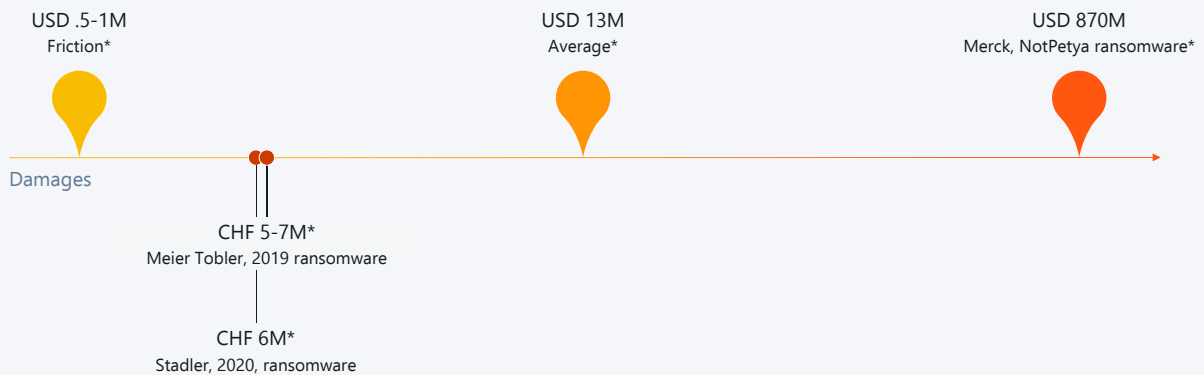 USD .5-1M
Friction*
USD 13M
Average*
USD 870M
Merck, NotPetya ransomware*
Damages
CHF 5-7M*
Meier Tobler, 2019 ransomware
CHF 6M*
Stadler, 2020, ransomware